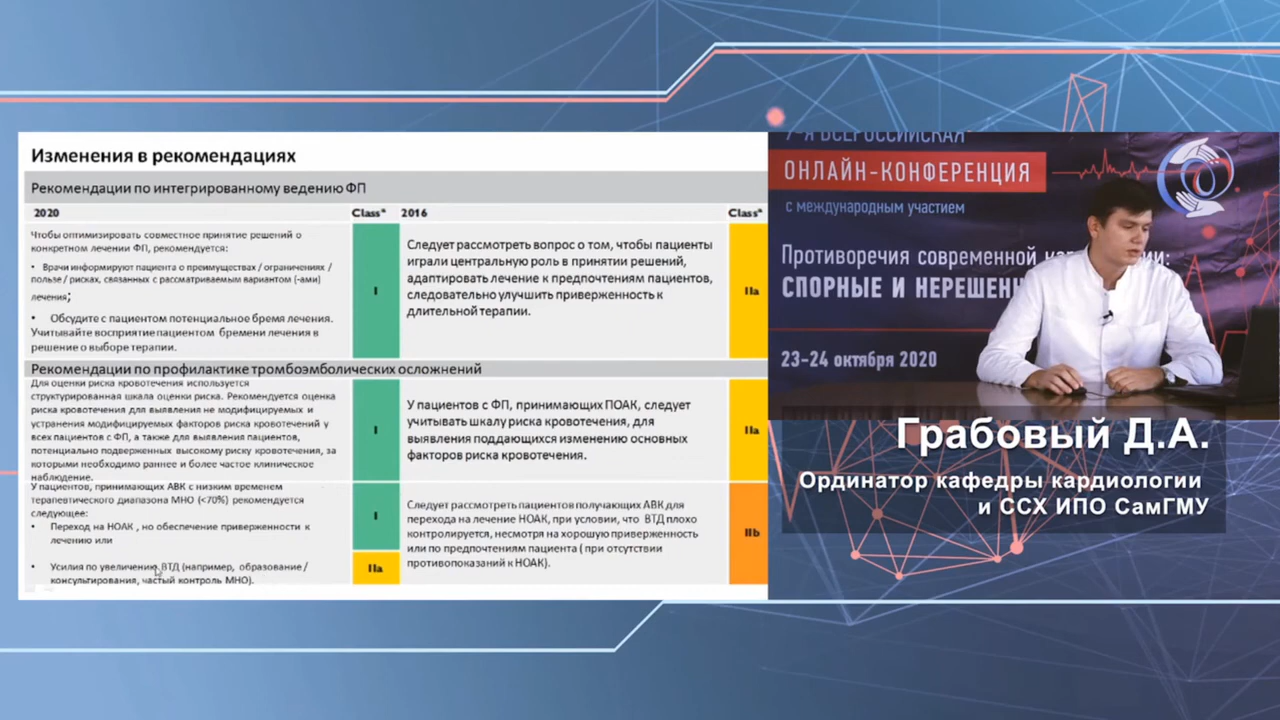 Изменения в рекомендациях
Рекомендации по интегрированному ведению ФП
2020
Classª
2016
Classª
Чтобы оптимизировать совместное принятие решений о
конкретном лечении ФП, рекомендуется:
• Врачи информируют пациента о преимуществах / ограничениях /
пользе / рисках, связанных с рассматриваемым вариантом (-ами)
лечения;
• Обсудите с пациентом потенциальное бремя лечения.
Учитывайте восприятие пациентом бремени лечения в
решение о выборе терапии.
I
Следует рассмотреть вопрос о том, чтобы пациенты
играли центральную роль в принятии решений,
адаптировать лечение к предпочтениям пациентов,
следовательно улучшить приверженность к
длительной терапии.
IIa
Рекомендации по профилактике тромбоэмболических осложнений
Для оценки риска кровотечения используется
структурированная шкала оценки риска. Рекомендуется оценка
риска кровотечения для выявления не модифицируемых и
устранения модифицируемых факторов риска кровотечений у
всех пациентов с ФП, а также для выявления пациентов,
потенциально подверженных высокому риску кровотечения, за
которыми необходимо раннее и более частое клиническое
наблюдение.
I
У пациентов с ФП, принимающих ПОАК, следует
учитывать шкалу риска кровотечения, для
выявления поддающихся изменению основных
факторов риска кровотечения.
IIa
У пациентов, принимающих АВК с низким временем
терапевтического диапазона МНО (<70%) рекомендуется
следующее:
• Переход на НОАК , но обеспечение приверженности к
лечению или
• Усилия по увеличению ВТД (например, образование /
консультирования, частый контроль МНО).
I
IIa
Следует рассмотреть пациентов получающих АВК для
перехода на лечение НОАК, при условии, что ВТД плохо
контролируется, несмотря на хорошую приверженность
или по предпочтениям пациента ( при отсутствии
противопоказаний к НОАК).
IIb
7-я ВСЕРОССИЙСКАЯ
ОНЛАЙН-КОНФЕРЕНЦИЯ
с международным участием
Противоречия современной ка ии:
СПОРНЫЕ И НЕРЕШЕН
23-24 октября 2020
Грабовый Д.А.
Ординатор кафедры кардиологии
и ССХ ИПО СамГМУ